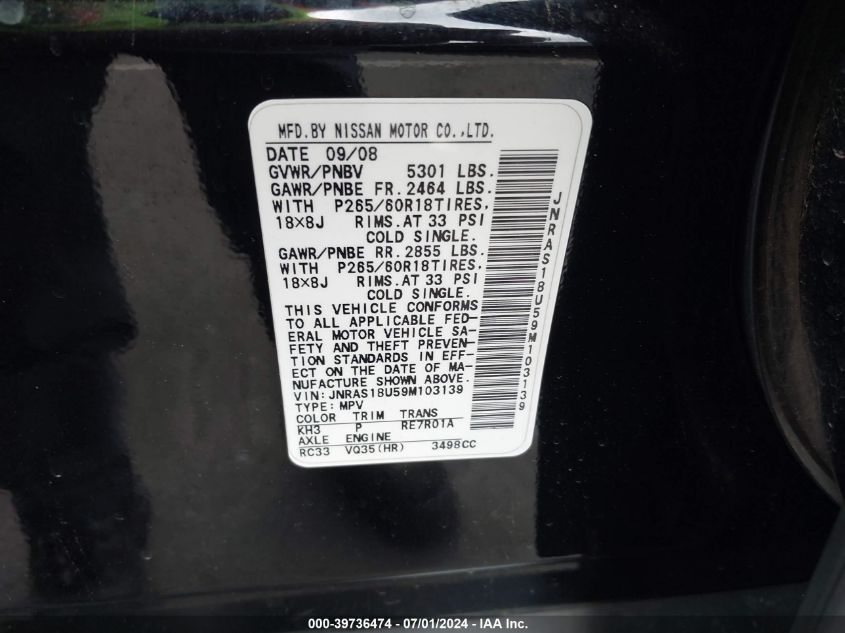 MFD.BY NISSAN MOTOR CO.,LTD.
DATE 09/08
GVWR/PNBV 5301 LBS.
GAWR/PNBE FR. 2464 LBS.
WITH P265/60R18TIRES,
18×8J RIMS.AT 33 PSI
COLD SINGLE.
GAWR/PNBE RR. 2855 LBS.
WITH P265/60R18TIRES,
18×8J RIMS.AT 33 PSI
COLD SINGLE.
THIS VEHICLE CONFORMS
TO ALL APPLICABLE FED-
ERAL MOTOR VEHICLE SA-
FETY AND THEFT PREVEN-
TION STANDARDS IN EFF-
ECT ON THE DATE OF MA-
NUFACTURE SHOWN ABOVE.
VIN: JNRAS18U59M103139
TYPE: MPV
COLOR TRIM TRANS
KH3 P RE7R01A
AXLE ENGINE
RC33 VQ35(HR) 3498CC
JNRAS18U59M103139
000-39736474 - 07/01/2024 - IAA Inc.